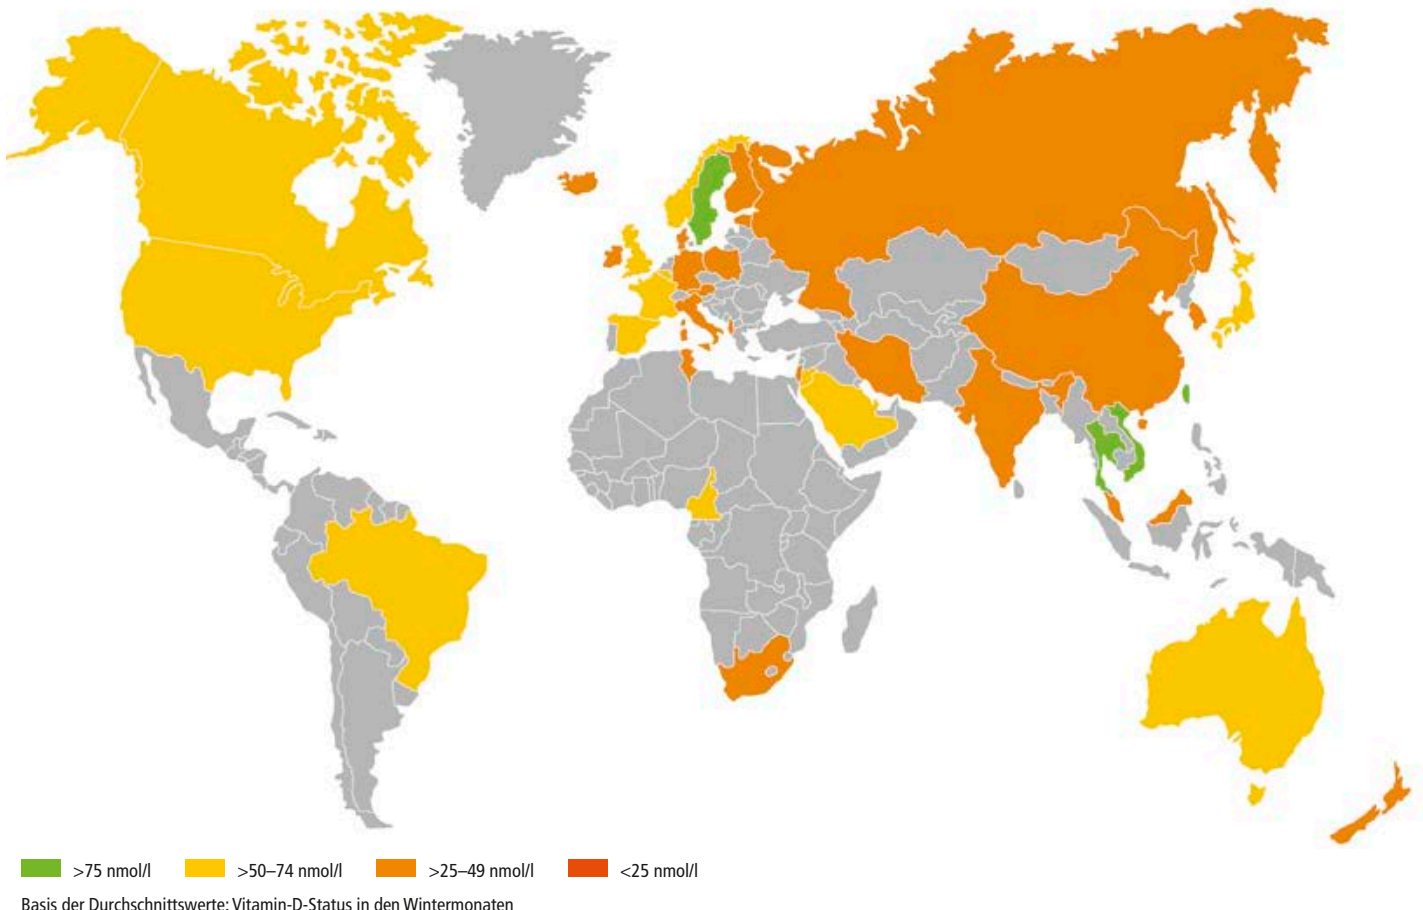 >75 nmol/l >50–74 nmol/l >25–49 nmol/l <25 nmol/l
Basis der Durchschnittswerte: Vitamin-D-Status in den Wintermonaten